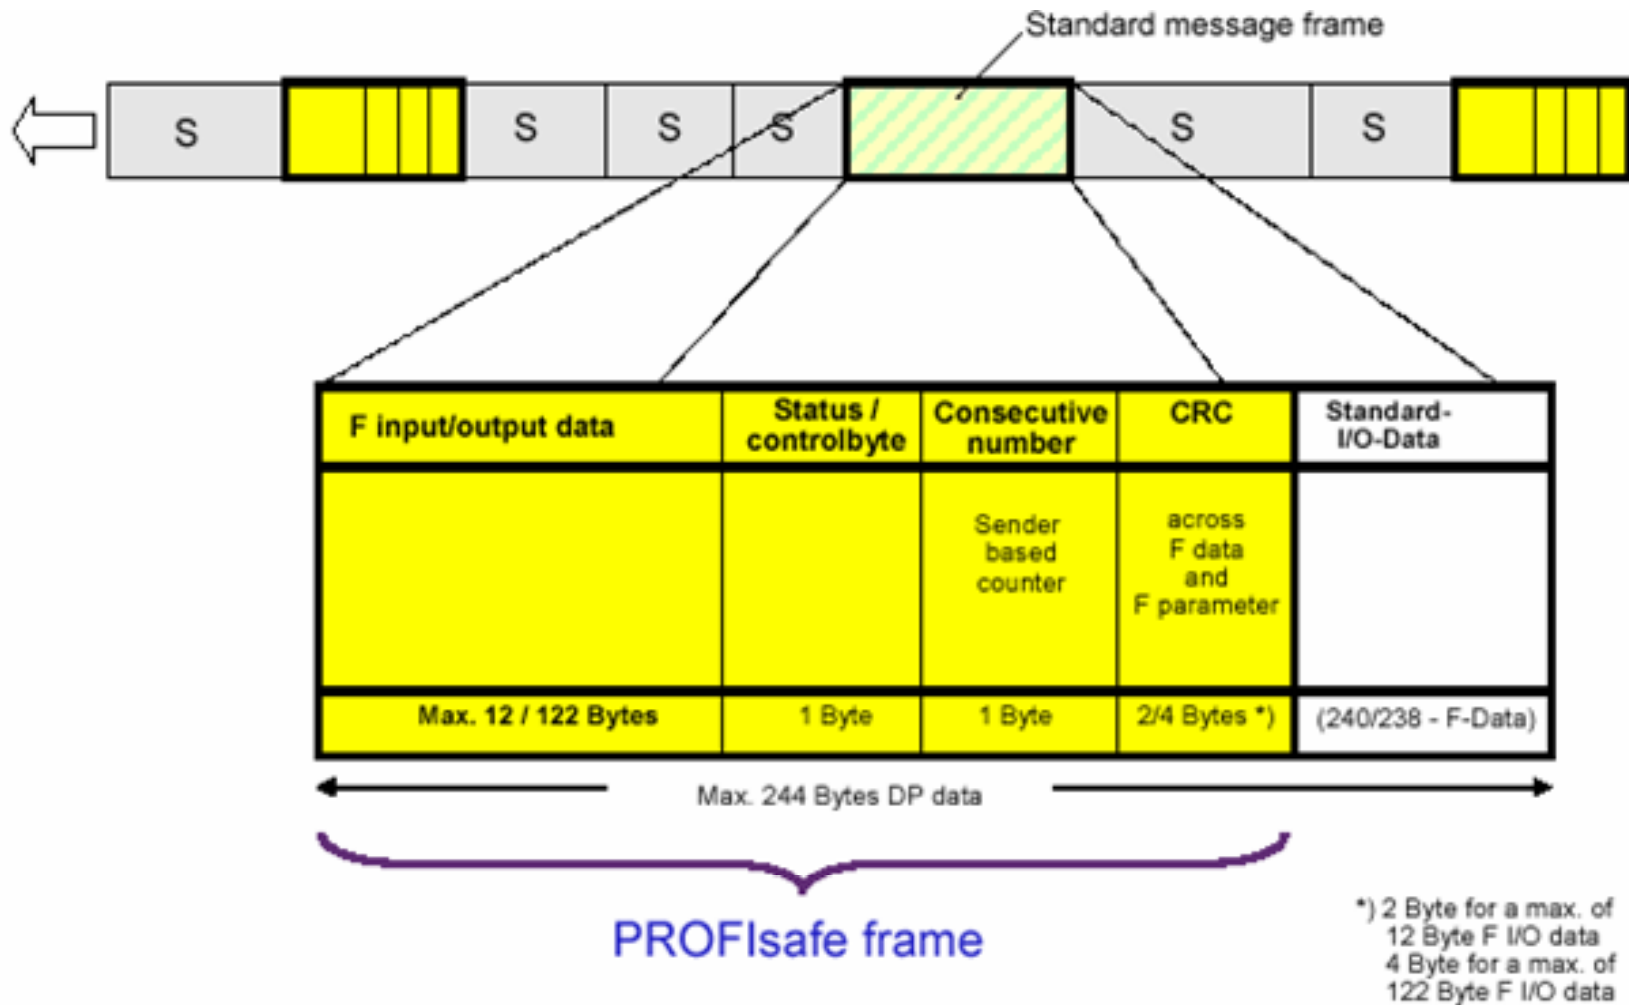 Standard message frame
S
S
S
S
S
S
F input/output data
Status /
controlbyte
Consecutive
number
CRC
Standard-
I/O-Data
Sender
based
counter
across
F data
and
F parameter
Max. 12 / 122 Bytes
1 Byte
1 Byte
2/4 Bytes *)
(240/238 - F-Data)
Max. 244 Bytes DP data
PROFIsafe frame
*) 2 Byte for a max. of
12 Byte F I/O data
4 Byte for a max. of
122 Byte F I/O data